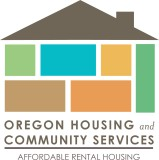 OREGON HOUSING and
COMMUNITY SERVICES
AFFORDABLE RENTAL HOUSING